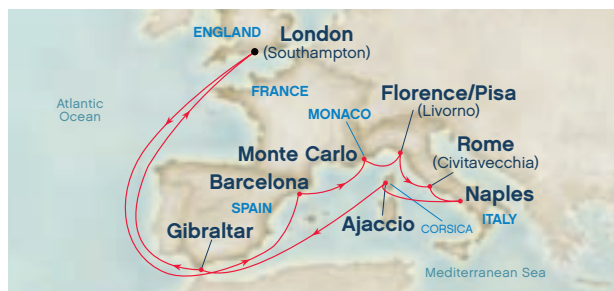 ENGLAND
London
(Southampton)
Atlantic
Ocean
FRANCE
Florence/Pisa
(Livorno)
MONACO
Rome
(Civitavecchia)
Monte Carlo
Barcelona
Naples
SPAIN
Gibraltar
Ajaccio
CORSICA
ITALY
Mediterranean Sea